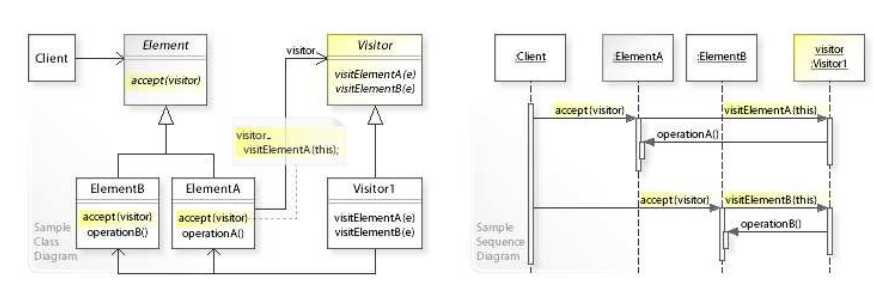 Client
Element
accept(visitor)
visitor
Visitor
visitElementA(e)
visitElementB(e)
visitor.
visitElementA(this);
ElementB
accept(visitor)
operationB()
ElementA
accept(visitor)
operationA()
Visitor1
visitElementA(e)
visitElementB(e)
Sample
Class
Diagram
:Client
:ElementA
:ElementB
visitor
:Visitor1
accept(visitor)
visitElementA(this)
operationA()
accept(visitor)
visitElementB(this)
operationB()
Sample
Sequence
Diagram